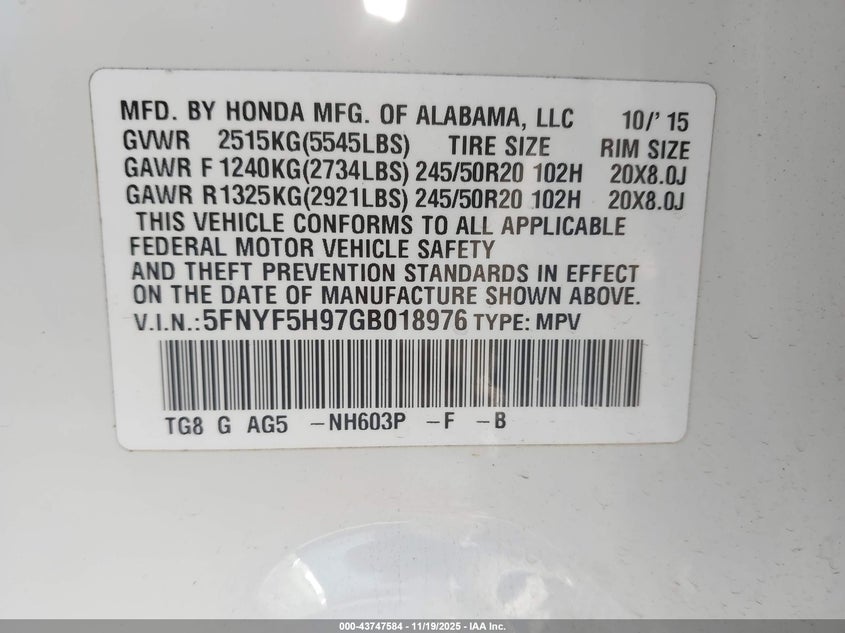 MFD. BY HONDA MFG. OF ALABAMA, LLC 10/' 15
GVWR 2515KG(5545LBS) TIRE SIZE RIM SIZE
GAWR F 1240KG(2734LBS) 245/50R20 102H 20X8.0J
GAWR R1325KG(2921LBS) 245/50R20 102H 20X8.0J
THIS VEHICLE CONFORMS TO ALL APPLICABLE
FEDERAL MOTOR VEHICLE SAFETY
AND THEFT PREVENTION STANDARDS IN EFFECT
ON THE DATE OF MANUFACTURE SHOWN ABOVE.
V.I.N.:5FNYF5H97GB018976 TYPE: MPV
TG8 G AG5 -NH603P -F -B
000-43747584 - 11/19/2025 - IAA Inc.